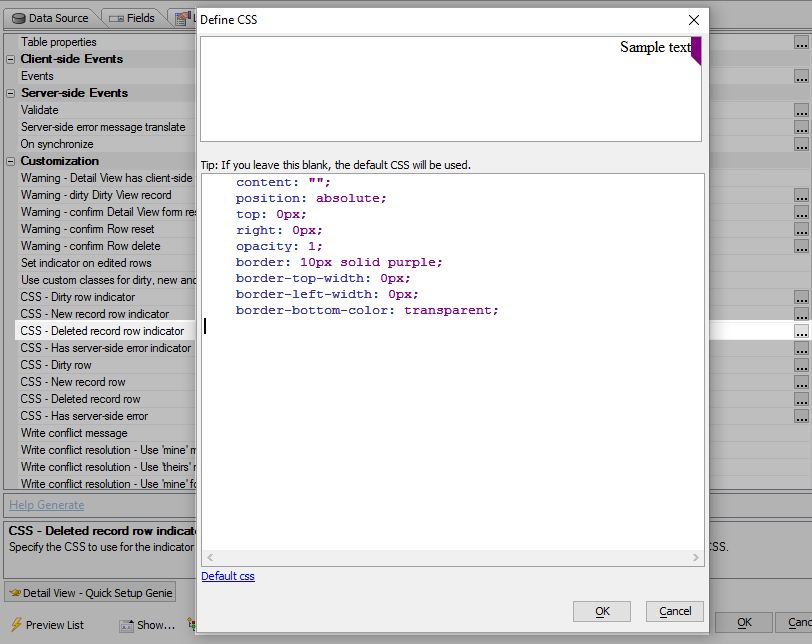 Data Source
Fields
Define CSS
Table properties
Client-side Events
Events
Server-side Events
Validate
Server-side error message translate
On synchronize
Customization
Warning - Detail View has client-side
Warning - dirty Dirty View record
Warning - confirm Detail View form res
Warning - confirm Row reset
Warning - confirm Row delete
Set indicator on edited rows
Use custom classes for dirty, new and
CSS - Dirty row indicator
CSS - New record row indicator
CSS - Deleted record row indicator
CSS - Has server-side error indicator
CSS - Dirty row
CSS - New record row
CSS - Deleted record row
CSS - Has server-side error
Write conflict message
Write conflict resolution - Use 'mine' m
Write conflict resolution - Use 'theirs' r
Write conflict resolution - Use 'mine' fo
Sample text
Tip: If you leave this blank, the default CSS will be used.
content: "";
position: absolute;
top: 0px;
right: 0px;
opacity: 1;
border: 10px solid purple;
border-top-width: 0px;
border-left-width: 0px;
border-bottom-color: transparent;
Default css
OK
Cancel
Help Generate
CSS - Deleted record row indicat
Specify the CSS to use for the indicator
CSS.
Detail View - Quick Setup Genie
Preview List
Show...
OK
Canc